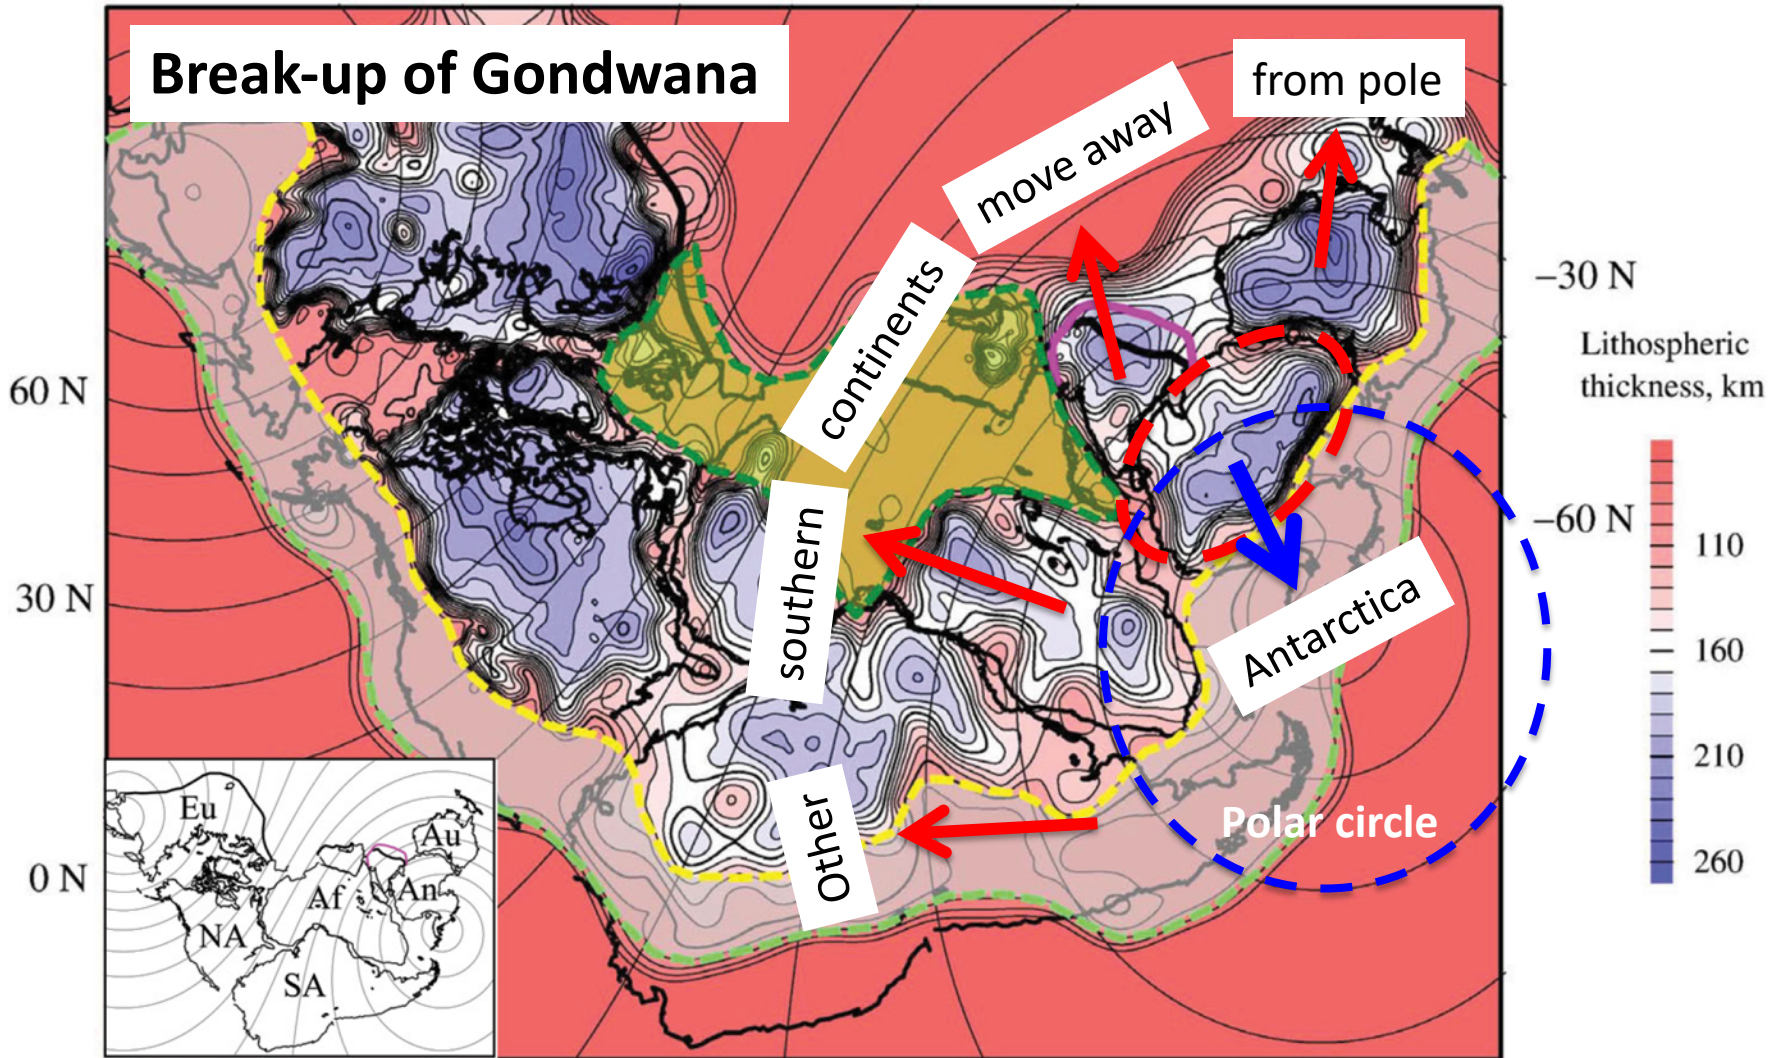 Break-up of Gondwana
from pole
move away
continents
southern
Other
Antarctica
Polar circle
60 N
30 N
0 N
–30 N
–60 N
Lithospheric
thickness, km
110
160
210
260
Eu
Au
Af
An
NA
SA